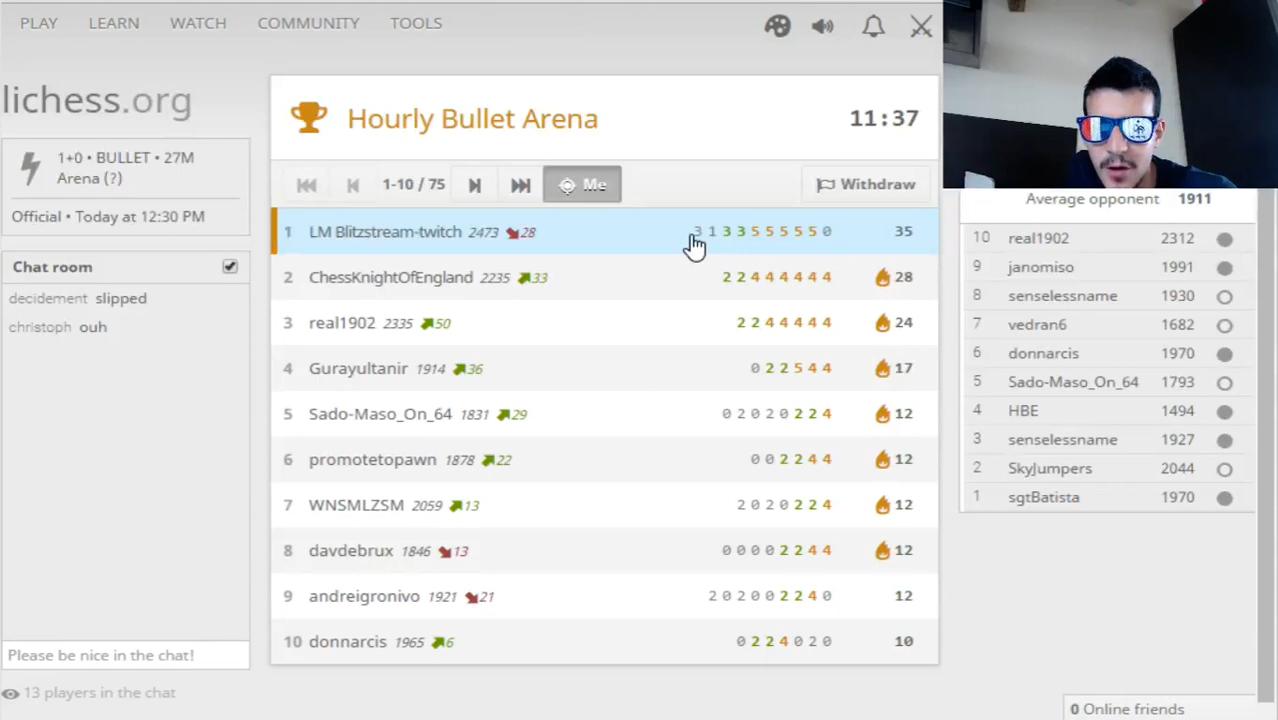 PLAY LEARN WATCH COMMUNITY TOOLS
lichess.org
1+0 • BULLET • 27M
Arena (?)
Official • Today at 12:30 PM
Chat room
decidement slipped
christoph ouh
Please be nice in the chat!
13 players in the chat
Hourly Bullet Arena 11:37
1-10 / 75 Me Withdraw
1 LM Blitzstream-twitch 2473 28 3 1 3 3 5 5 5 5 5 0 35
2 ChessKnightOfEngland 2235 33 2 2 4 4 4 4 4 28
3 real1902 2335 50 2 2 4 4 4 4 24
4 Gurayultanir 1914 36 0 2 2 5 4 4 17
5 Sado-Maso_On_64 1831 29 0 2 0 2 0 2 2 4 12
6 promotetopawn 1878 22 0 0 2 2 4 4 12
7 WNSMLZSM 2059 13 2 0 2 0 2 2 4 12
8 davdebrux 1846 13 0 0 0 0 2 2 4 4 12
9 andreigronivo 1921 21 2 0 2 0 0 2 2 4 0 12
10 donnarcis 1965 6 0 2 2 4 0 2 0 10
Average opponent 1911
10 real1902 2312
9 janomiso 1991
8 senselessname 1930
7 vedran6 1682
6 donnarcis 1970
5 Sado-Maso_On_64 1793
4 HBE 1494
3 senselessname 1927
2 SkyJumpers 2044
1 sgtBatista 1970
0 Online friends